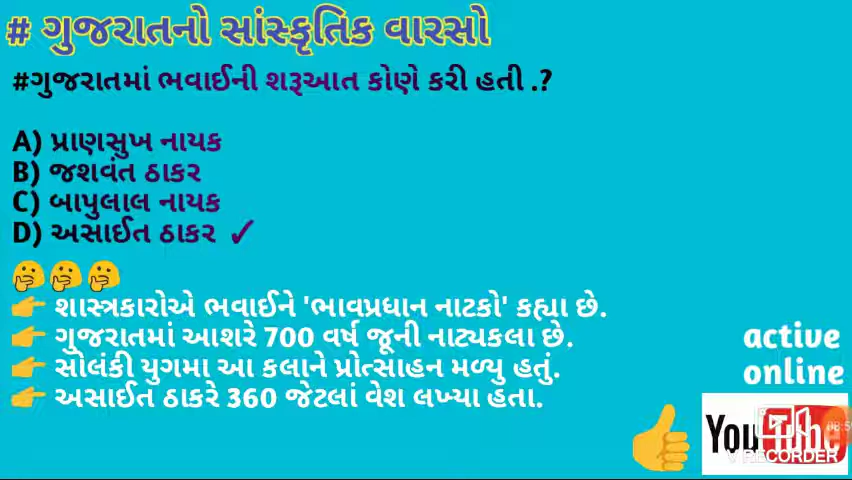 # ગુજરાતનો સાંસ્કૃતિક વારસો
#ગુજરાતમાં ભવાઈની શરૂઆત કોણે કરી હતી .?
A) પ્રાણસુખ નાયક
B) જશવંત ઠાકર
C) બાપુલાલ નાયક
D) અસાઈત ઠાકર ✓
🤔🤔🤔
👉 શાસ્ત્રકારોએ ભવાઈને 'ભાવપ્રધાન નાટકો' કહ્યા છે.
👉 ગુજરાતમાં આશરે 700 વર્ષ જૂની નાટ્યકલા છે.
👉 સોલંકી યુગમા આ કલાને પ્રોત્સાહન મળ્યુ હતું.
👉 અસાઈત ઠાકરે 360 જેટલાં વેશ લખ્યા હતા.
active
online
YouTube
RECORDER